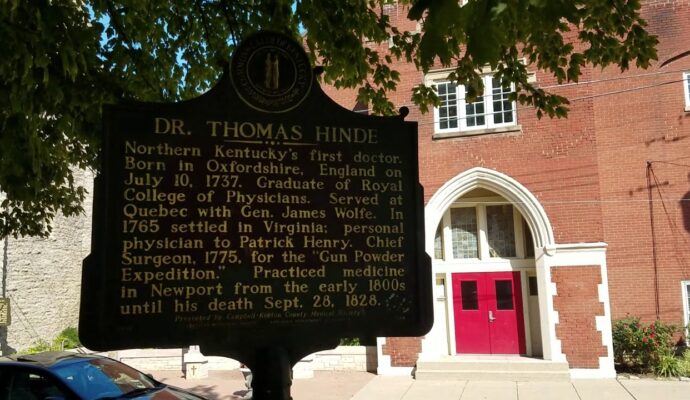 DR. THOMAS HINDE
Northern Kentucky's first doctor.
Born in Oxfordshire, England on
July 10, 1737. Graduate of Royal
College of Physicians. Served at
Quebec with Gen. James Wolfe. In
1765 settled in Virginia; personal
physician to Patrick Henry. Chief
Surgeon, 1775, for the "Gun Powder
Expedition." Practiced medicine
in Newport from the early 1800s
until his death Sept. 28, 1828.
Presented by Campbell-Kenton County Medical Society